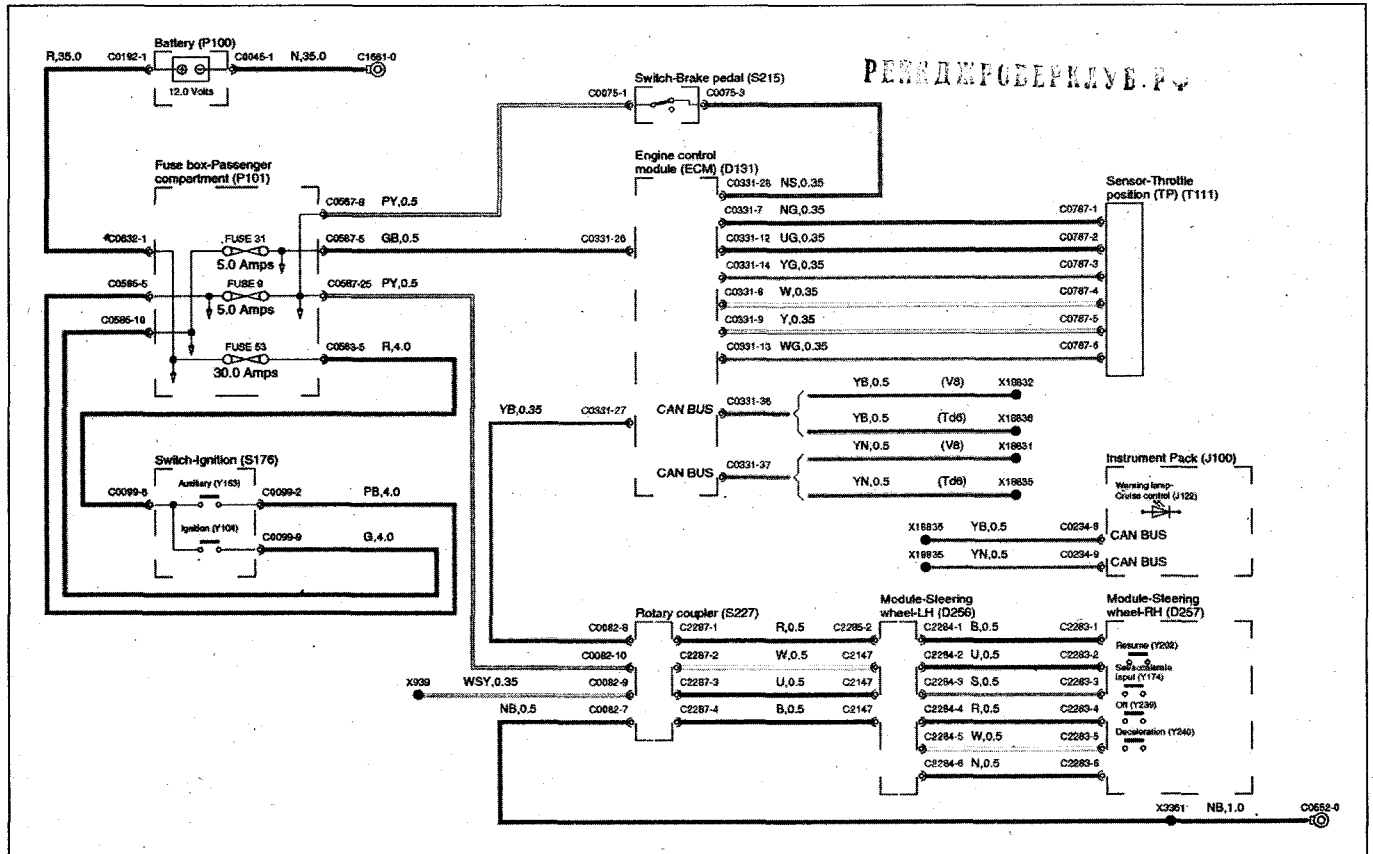 Battery (P100)
R,35.0 C0192-1 C0045-1 N,35.0 C1561-0
12.0 Volts
РЕНКДЖРОВЕРКЛУБ.РФ
Switch-Brake pedal (S215)
C0075-1 C0075-3
Fuse box-Passenger
compartment (P101)
Engine control
module (ECM) (D131)
C0331-28 NS,0.35
Sensor-Throttle
position (TP) (T111)
C0567-8 PY,0.5
C0331-7 NG,0.35 C0787-1
C0632-1 FUSE 31 C0587-5 GB,0.5 C0331-26
5.0 Amps
C0331-12 UG,0.35 C0787-2
C0331-14 YG,0.35 C0787-3
C0585-5 FUSE 9 C0587-25 PY,0.5
5.0 Amps
C0331-8 W,0.35 C0787-4
C0585-10
C0331-9 Y,0.35 C0787-5
FUSE 53 C0583-5 R,4.0
30.0 Amps
C0331-13 WG,0.35 C0787-6
YB,0.5 (V8) X18832
YB,0.35 C0331-27 CAN BUS C0331-36
YB,0.5 (Td6) X18836
YN,0.5 (V8) X18831
CAN BUS C0331-37
YN,0.5 (Td6) X18835
Switch-Ignition (S176)
Auxiliary (Y163)
C0099-6 C0099-2 PB,4.0
Ignition (Y104)
C0099-9 G,4.0
Instrument Pack (J100)
Warning lamp-
Cruise control (J122)
X18836 YB,0.5 C0234-8 CAN BUS
X18835 YN,0.5 C0234-9 CAN BUS
Rotary coupler (S227)
Module-Steering
wheel-LH (D256)
Module-Steering
wheel-RH (D257)
C0082-8 C2287-1 R,0.5 C2285-2 C2284-1 B,0.5 C2283-1
Resume (Y202)
C0082-10 C2287-2 W,0.5 C2147 C2284-2 U,0.5 C2283-2
Set/accelerate
input (Y174)
X939 WSY,0.35 C0082-9 C2287-3 U,0.5 C2147 C2284-3 S,0.5 C2283-3
Off (Y239)
NB,0.5 C0082-7 C2287-4 B,0.5 C2147 C2284-4 R,0.5 C2283-4
Deceleration (Y240)
C2284-5 W,0.5 C2283-5
C2284-6 N,0.5 C2283-6
X3361 NB,1.0 C0552-0